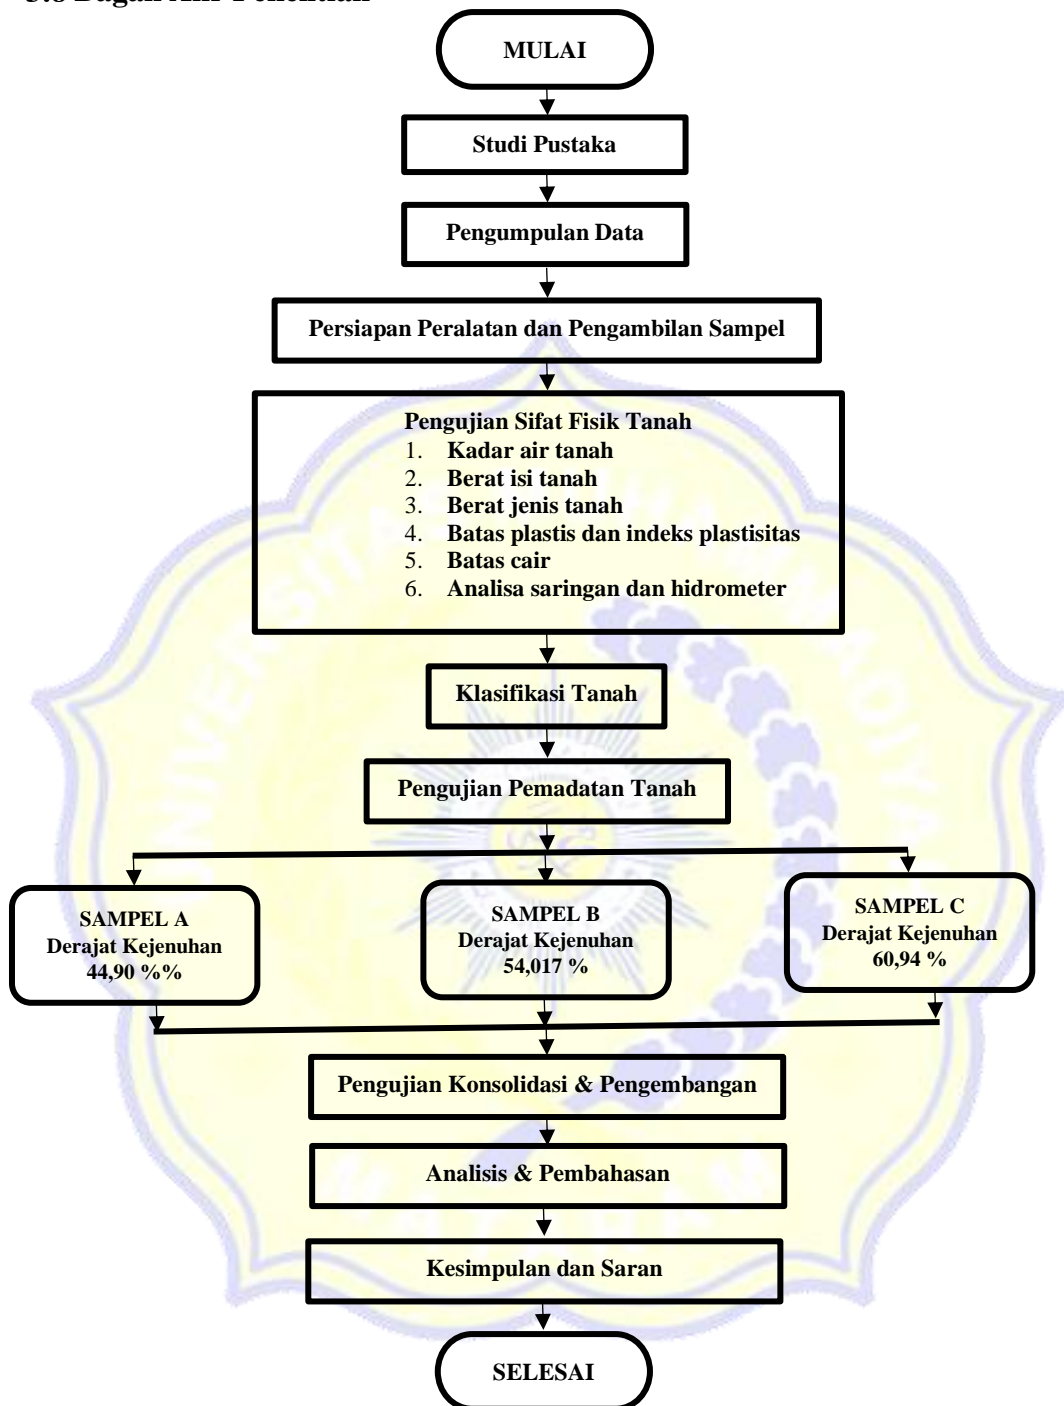 Bagan Alir Penelitian
MULAI
Studi Pustaka
Pengumpulan Data
Persiapan Peralatan dan Pengambilan Sampel
Pengujian Sifat Fisik Tanah
1. Kadar air tanah
2. Berat isi tanah
3. Berat jenis tanah
4. Batas plastis dan indeks plastisitas
5. Batas cair
6. Analisa saringan dan hidrometer
Klasifikasi Tanah
Pengujian Pemadatan Tanah
SAMPEL A
Derajat Kejenuhan
44,90 %%
SAMPEL B
Derajat Kejenuhan
54,017 %
SAMPEL C
Derajat Kejenuhan
60,94 %
Pengujian Konsolidasi & Pengembangan
Analisis & Pembahasan
Kesimpulan dan Saran
SELESAI
UNIVERSITAS MUHAMMADIYAH
MATARAM